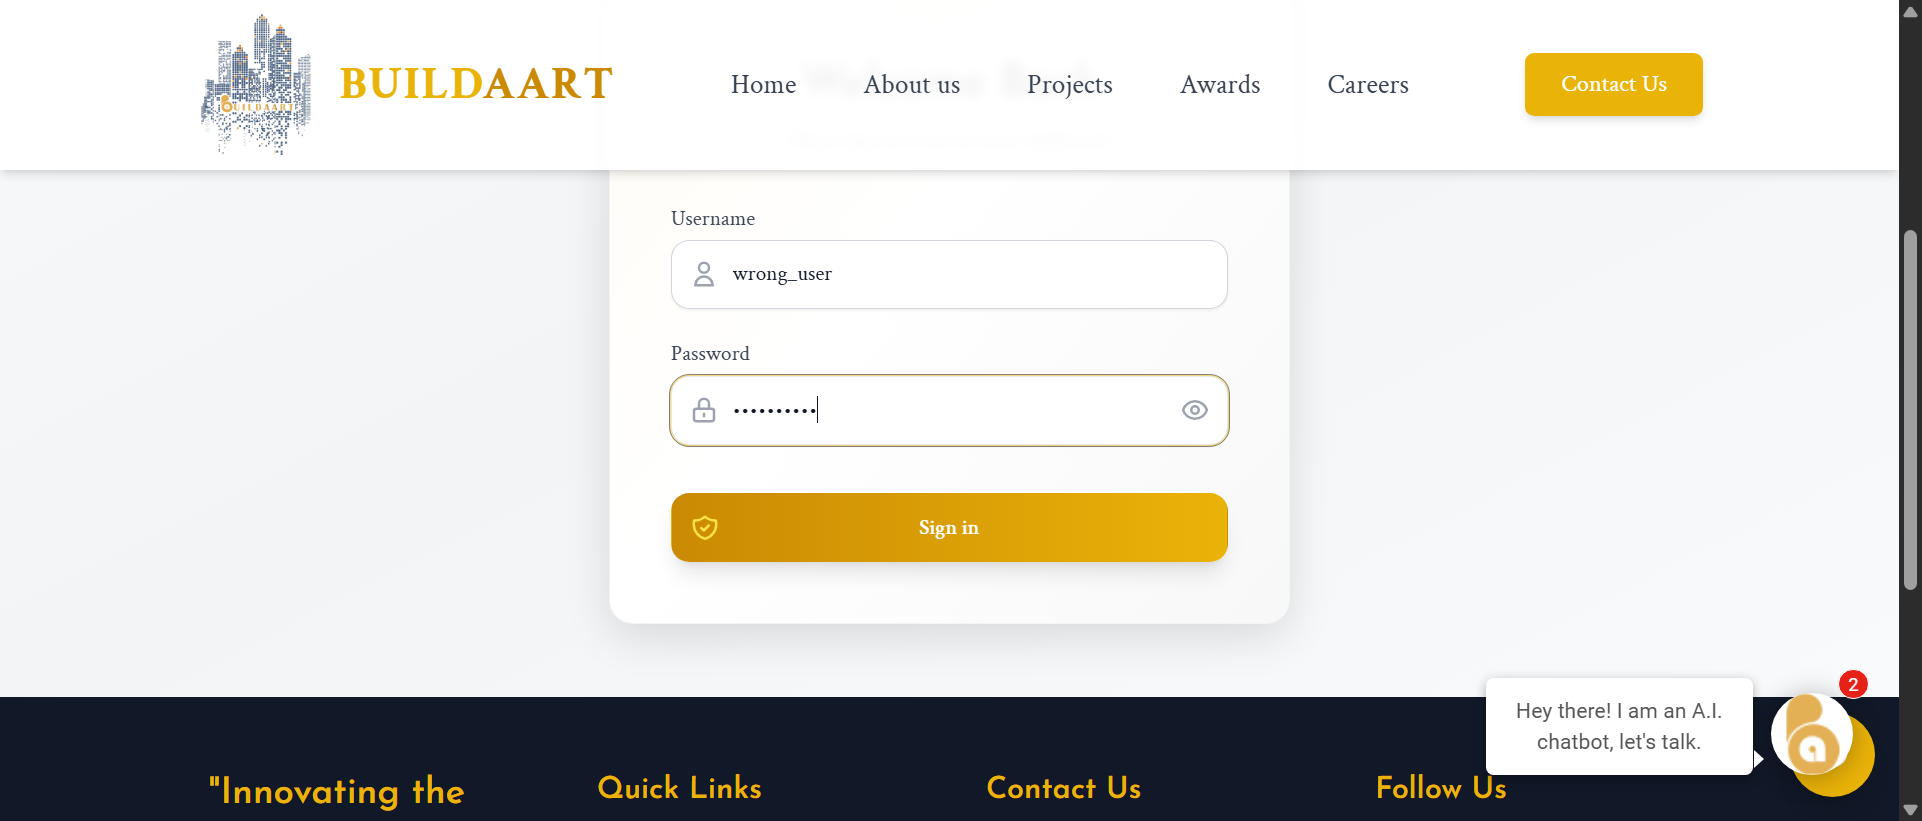 BUILDAART
BUILDAART
Home
About us
Projects
Awards
Careers
Contact Us
Username
wrong_user
Password
••••••••••
Sign in
2
Hey there! I am an A.I.
chatbot, let's talk.
"Innovating the
Quick Links
Contact Us
Follow Us